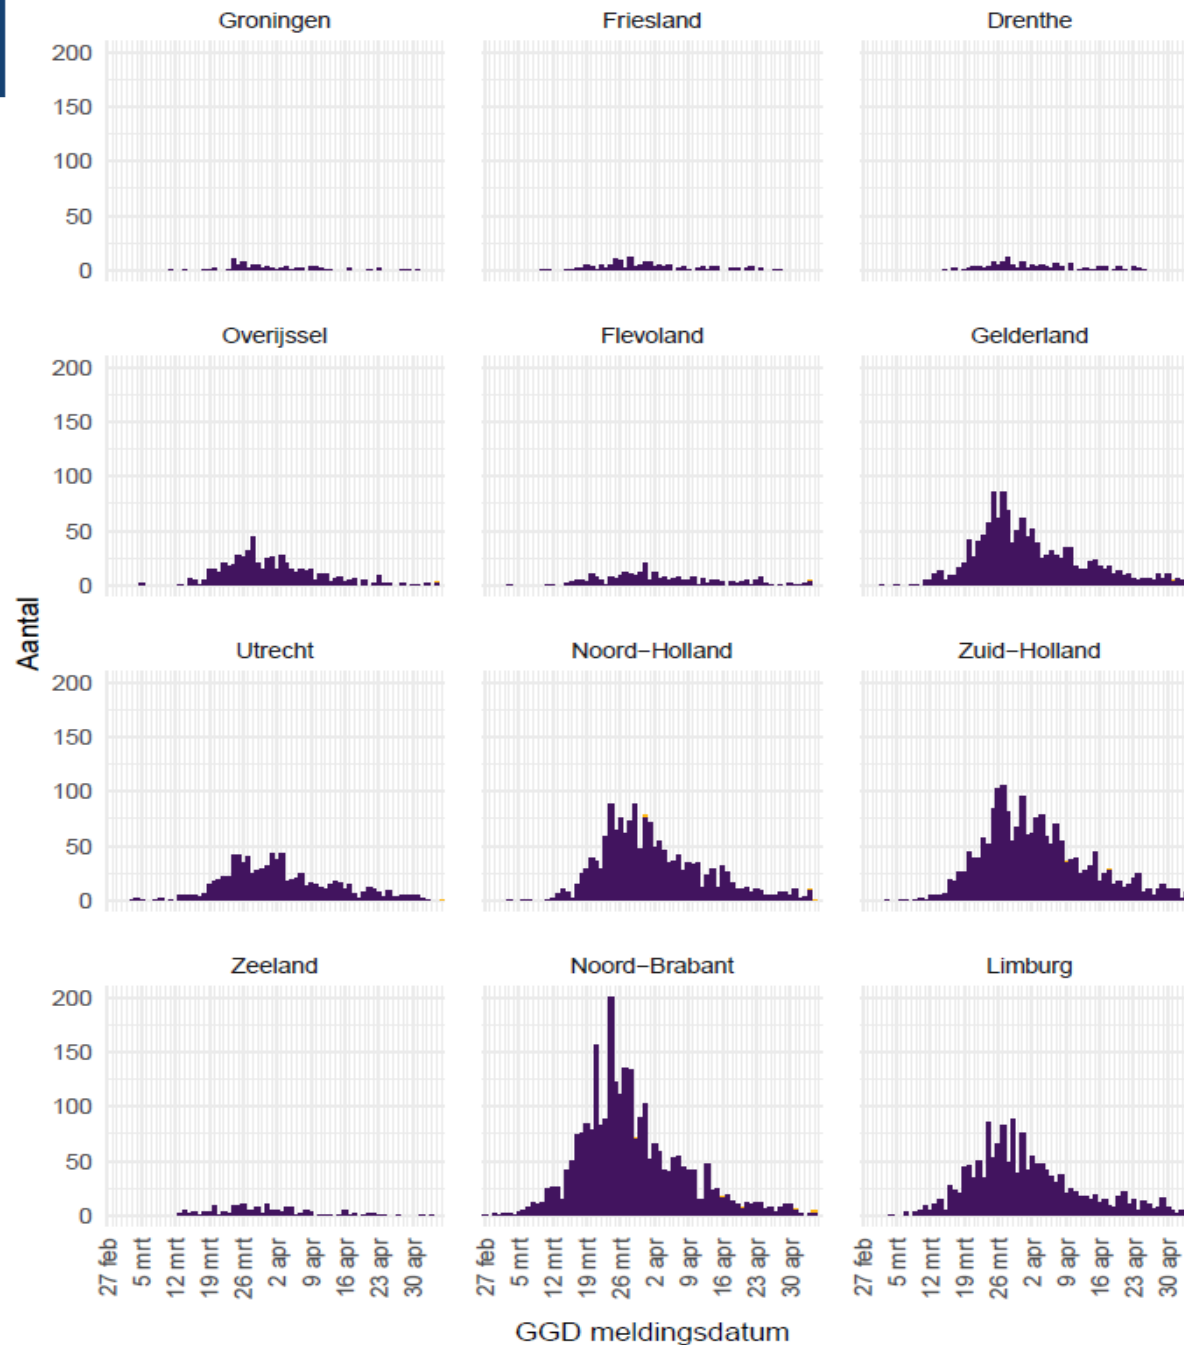 Groningen Friesland Drenthe
200
150
100
50
0
Overijssel Flevoland Gelderland
200
150
100
50
0
Aantal
Utrecht Noord−Holland Zuid−Holland
200
150
100
50
0
Zeeland Noord−Brabant Limburg
200
150
100
50
0
27 feb 5 mrt 12 mrt 19 mrt 26 mrt 2 apr 9 apr 16 apr 23 apr 30 apr 27 feb 5 mrt 12 mrt 19 mrt 26 mrt 2 apr 9 apr 16 apr 23 apr 30 apr 27 feb 5 mrt 12 mrt 19 mrt 26 mrt 2 apr 9 apr 16 apr 23 apr 30 apr
GGD meldingsdatum